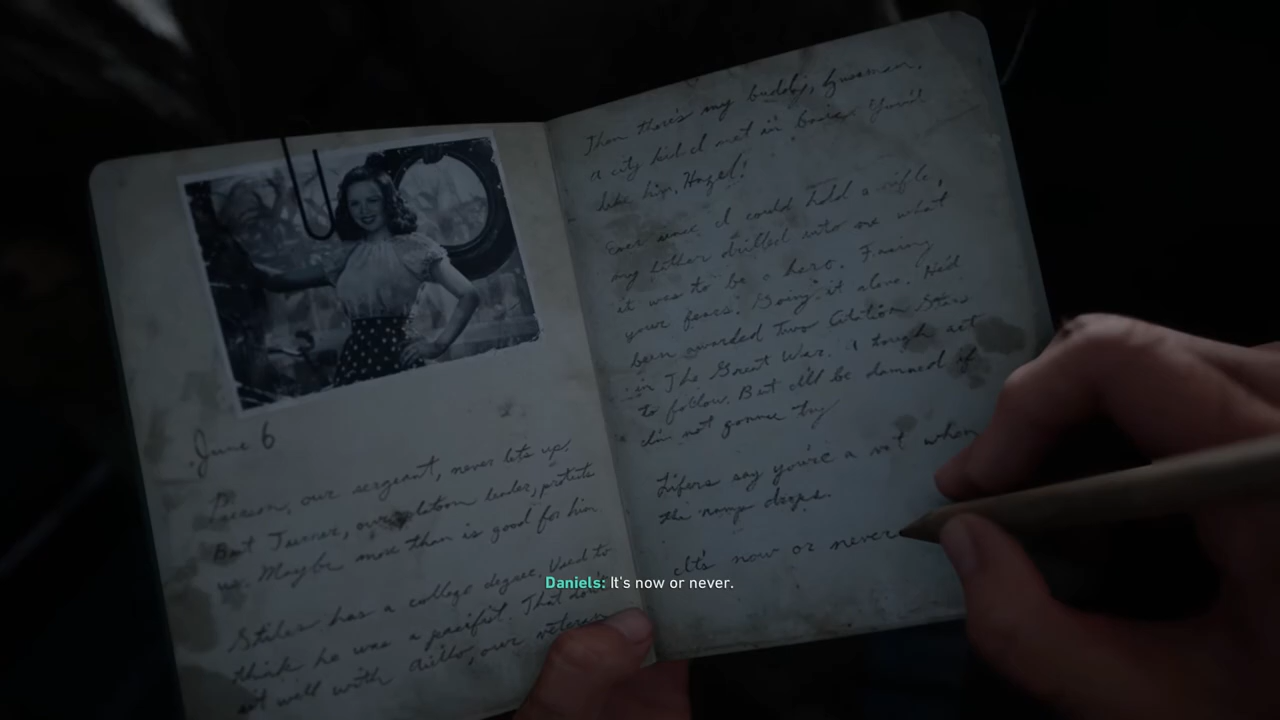 June 6
Pierson, our sergeant, never lets up.
But Turner, our platoon leader, protects
us. Maybe more than is good for him
Stiles has a college degree. Used to
think he was a pacifist. That don't
sit well with Aiello, our veteran
Then there's my buddy, Zussman,
a city kid I met in basic. You'd
like him, Hazel!
Ever since I could hold a rifle,
my father drilled into me what
it was to be a hero. Facing
your fears. Going it alone. He'd
been awarded Two Citation Stars
in The Great War. A tough act
to follow. But I'll be damned if
I'm not gonna try
Lifers say you're a vet when
the ramp drops.
It's now or never
Daniels: It's now or never.